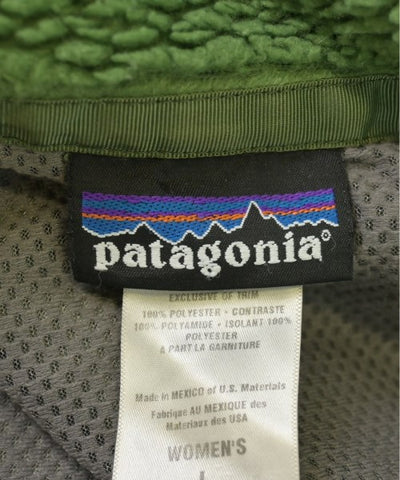 patagonia®
EXCLUSIVE OF TRIM
100% POLYESTER • CONTRASTE
100% POLYAMIDE • ISOLANT 100%
POLYESTER
A PART LA GARNITURE
Made in MEXICO of U.S. Materials
Fabriqué AU MEXIQUE des
Materiaux des USA
WOMEN'S
L